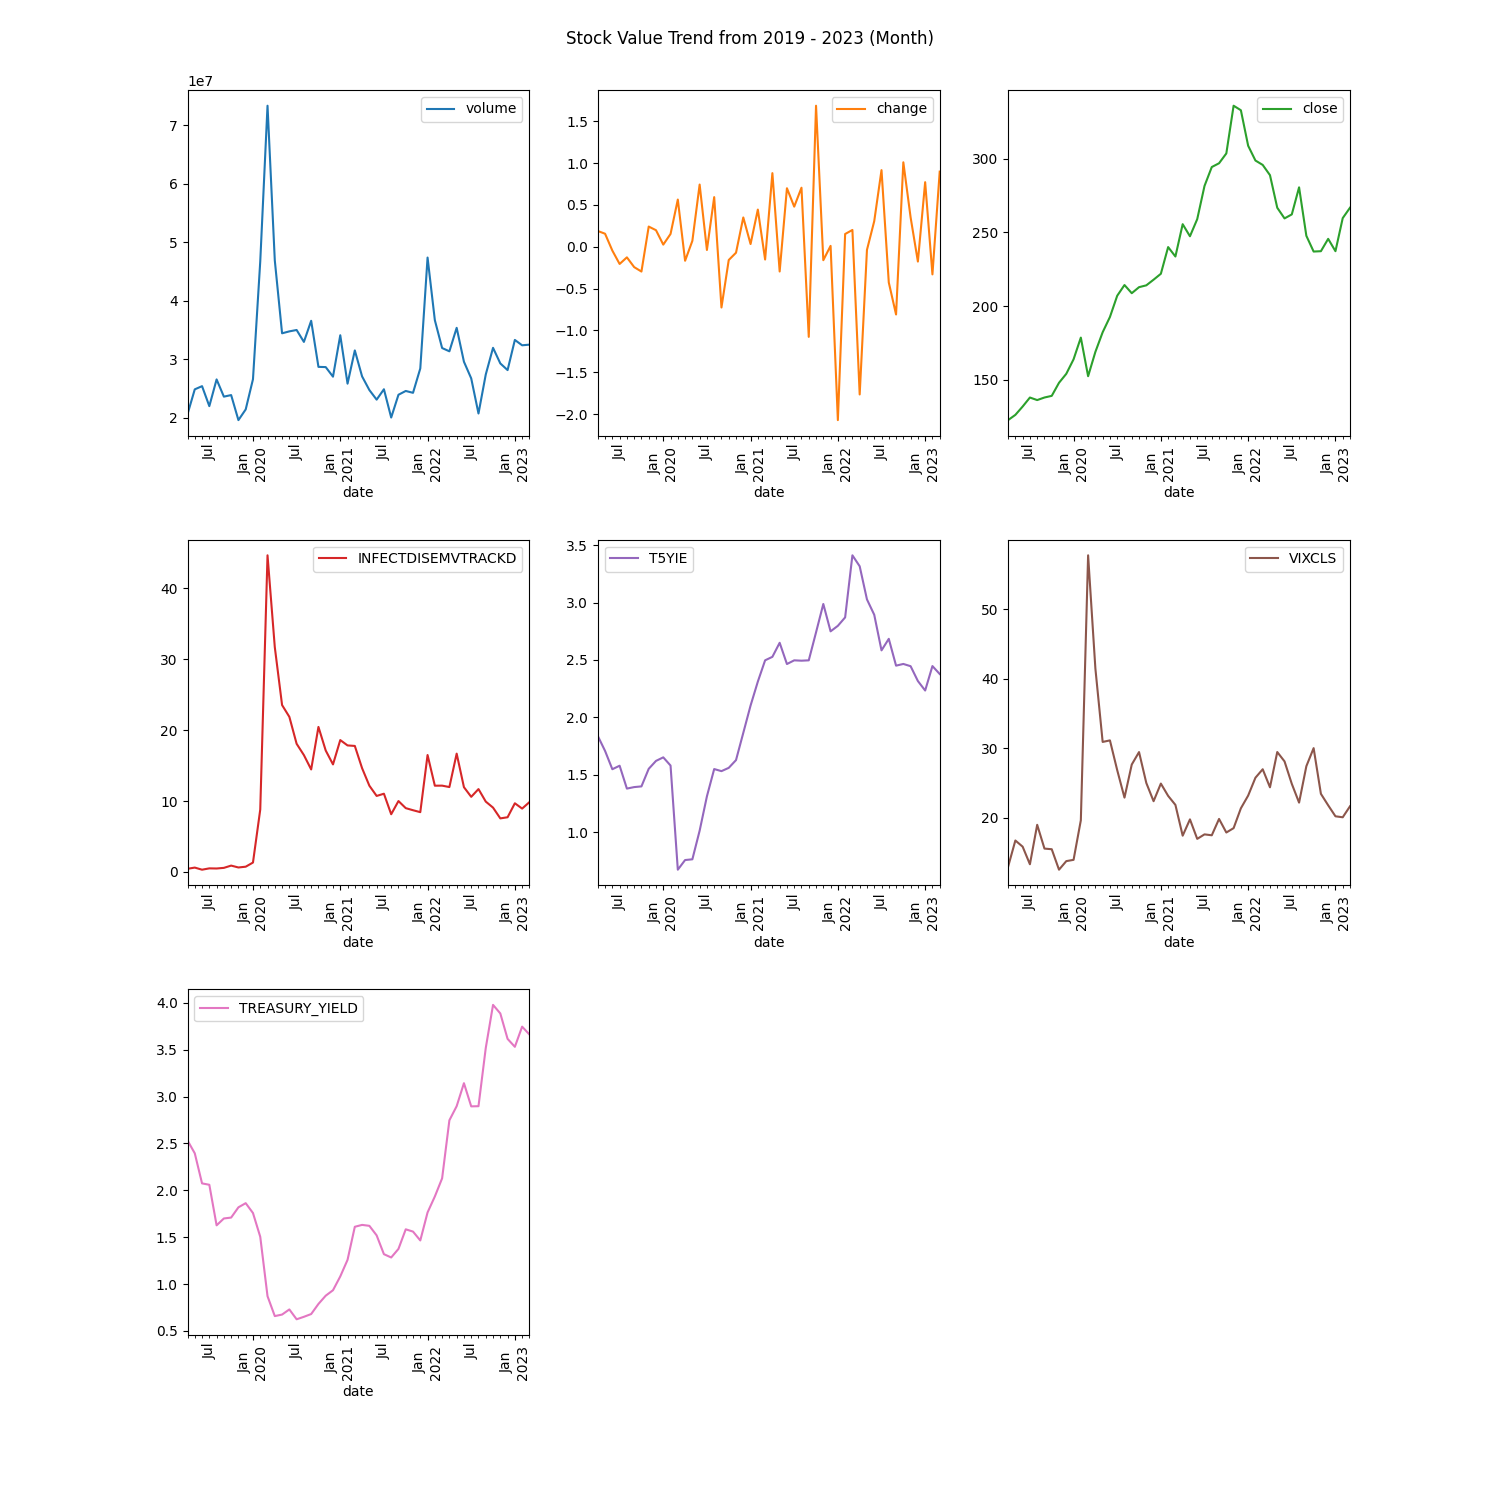 Stock Value Trend from 2019 - 2023 (Month)
1e7
volume
7
6
5
4
3
2
Jul
Jan
2020
Jul
Jan
2021
Jul
Jan
2022
Jul
Jan
2023
date
change
1.5
1.0
0.5
0.0
−0.5
−1.0
−1.5
−2.0
Jul
Jan
2020
Jul
Jan
2021
Jul
Jan
2022
Jul
Jan
2023
date
close
300
250
200
150
Jul
Jan
2020
Jul
Jan
2021
Jul
Jan
2022
Jul
Jan
2023
date
INFECTDISEMVTRACKD
40
30
20
10
0
Jul
Jan
2020
Jul
Jan
2021
Jul
Jan
2022
Jul
Jan
2023
date
T5YIE
3.5
3.0
2.5
2.0
1.5
1.0
Jul
Jan
2020
Jul
Jan
2021
Jul
Jan
2022
Jul
Jan
2023
date
VIXCLS
50
40
30
20
Jul
Jan
2020
Jul
Jan
2021
Jul
Jan
2022
Jul
Jan
2023
date
TREASURY_YIELD
4.0
3.5
3.0
2.5
2.0
1.5
1.0
0.5
Jul
Jan
2020
Jul
Jan
2021
Jul
Jan
2022
Jul
Jan
2023
date